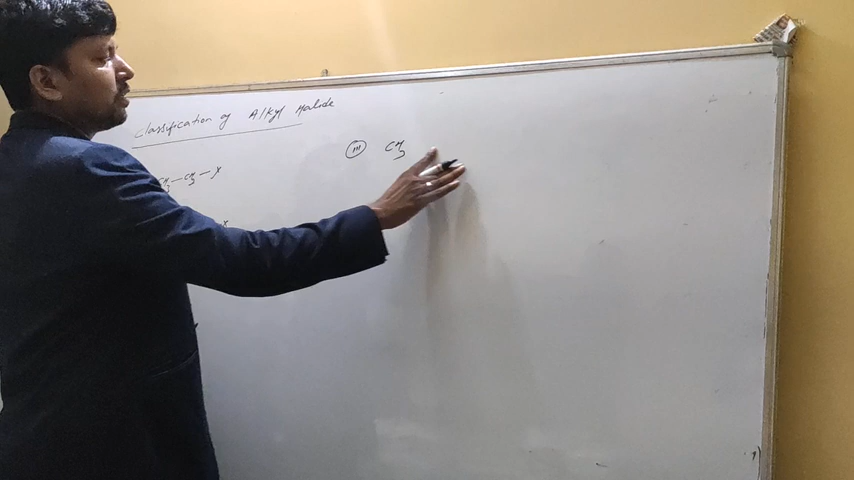 Classification of Alkyl Halide
(III) CH3
CH3—CH2—X
X